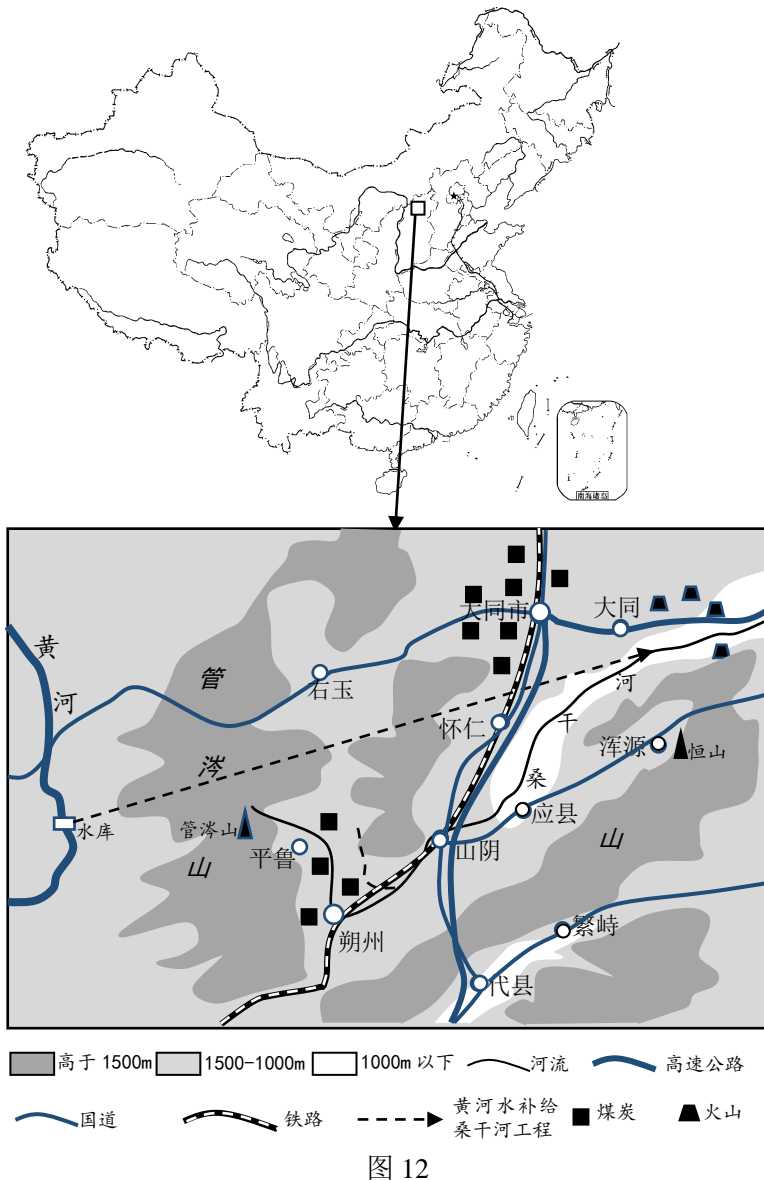 南海诸岛
黄
河
管
涔
山
石玉
大同市
大同
河
干
桑
怀仁
浑源
恒山
水库
管涔山
平鲁
应县
山阴
山
朔州
繁峙
代县
高于 1500m
1500-1000m
1000m 以下
河流
高速公路
国道
铁路
黄河水补给
桑干河工程
煤炭
火山
图 12